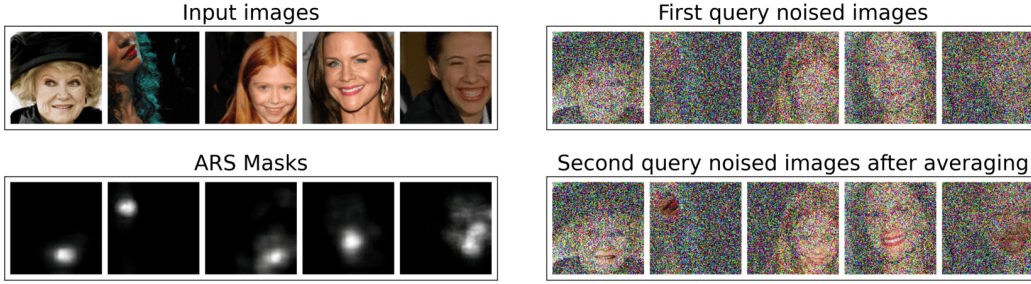 Input images
First query noised images
ARS Masks
Second query noised images after averaging